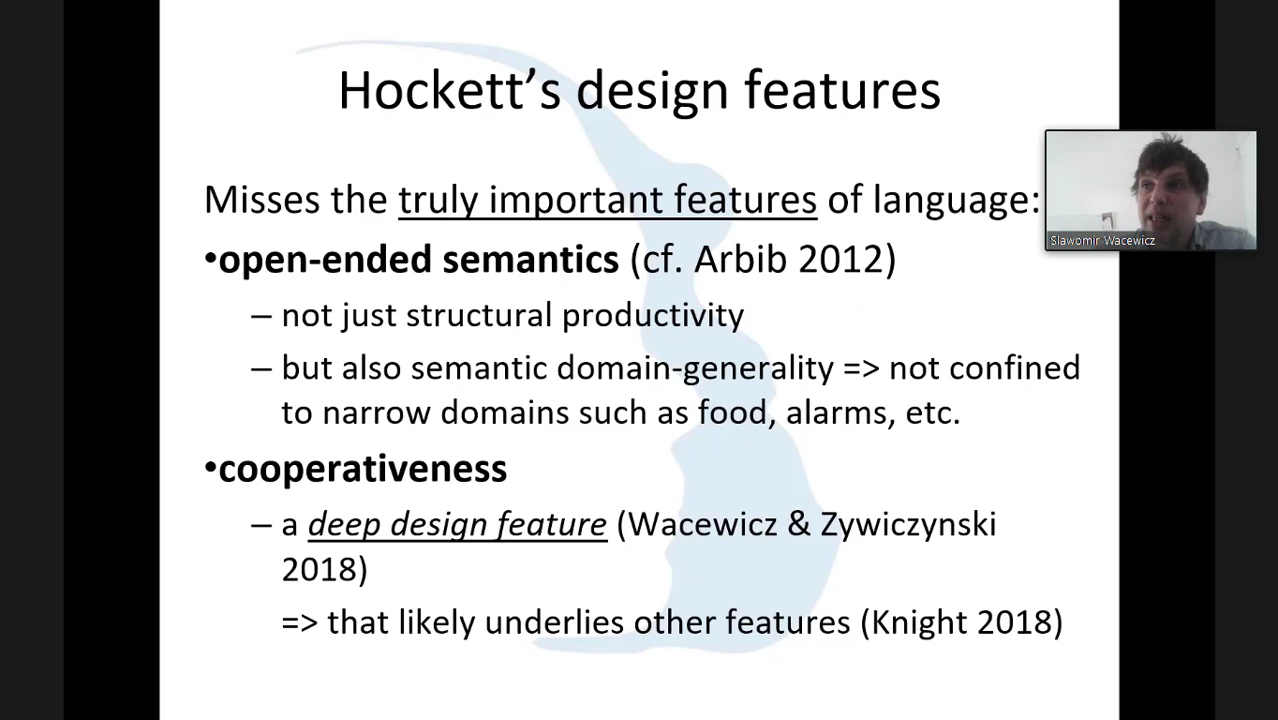 Hockett’s design features
Misses the truly important features of language:
Slawomir Wacewicz
•open-ended semantics (cf. Arbib 2012)
– not just structural productivity
– but also semantic domain-generality => not confined
to narrow domains such as food, alarms, etc.
•cooperativeness
– a deep design feature (Wacewicz & Zywiczynski
2018)
=> that likely underlies other features (Knight 2018)